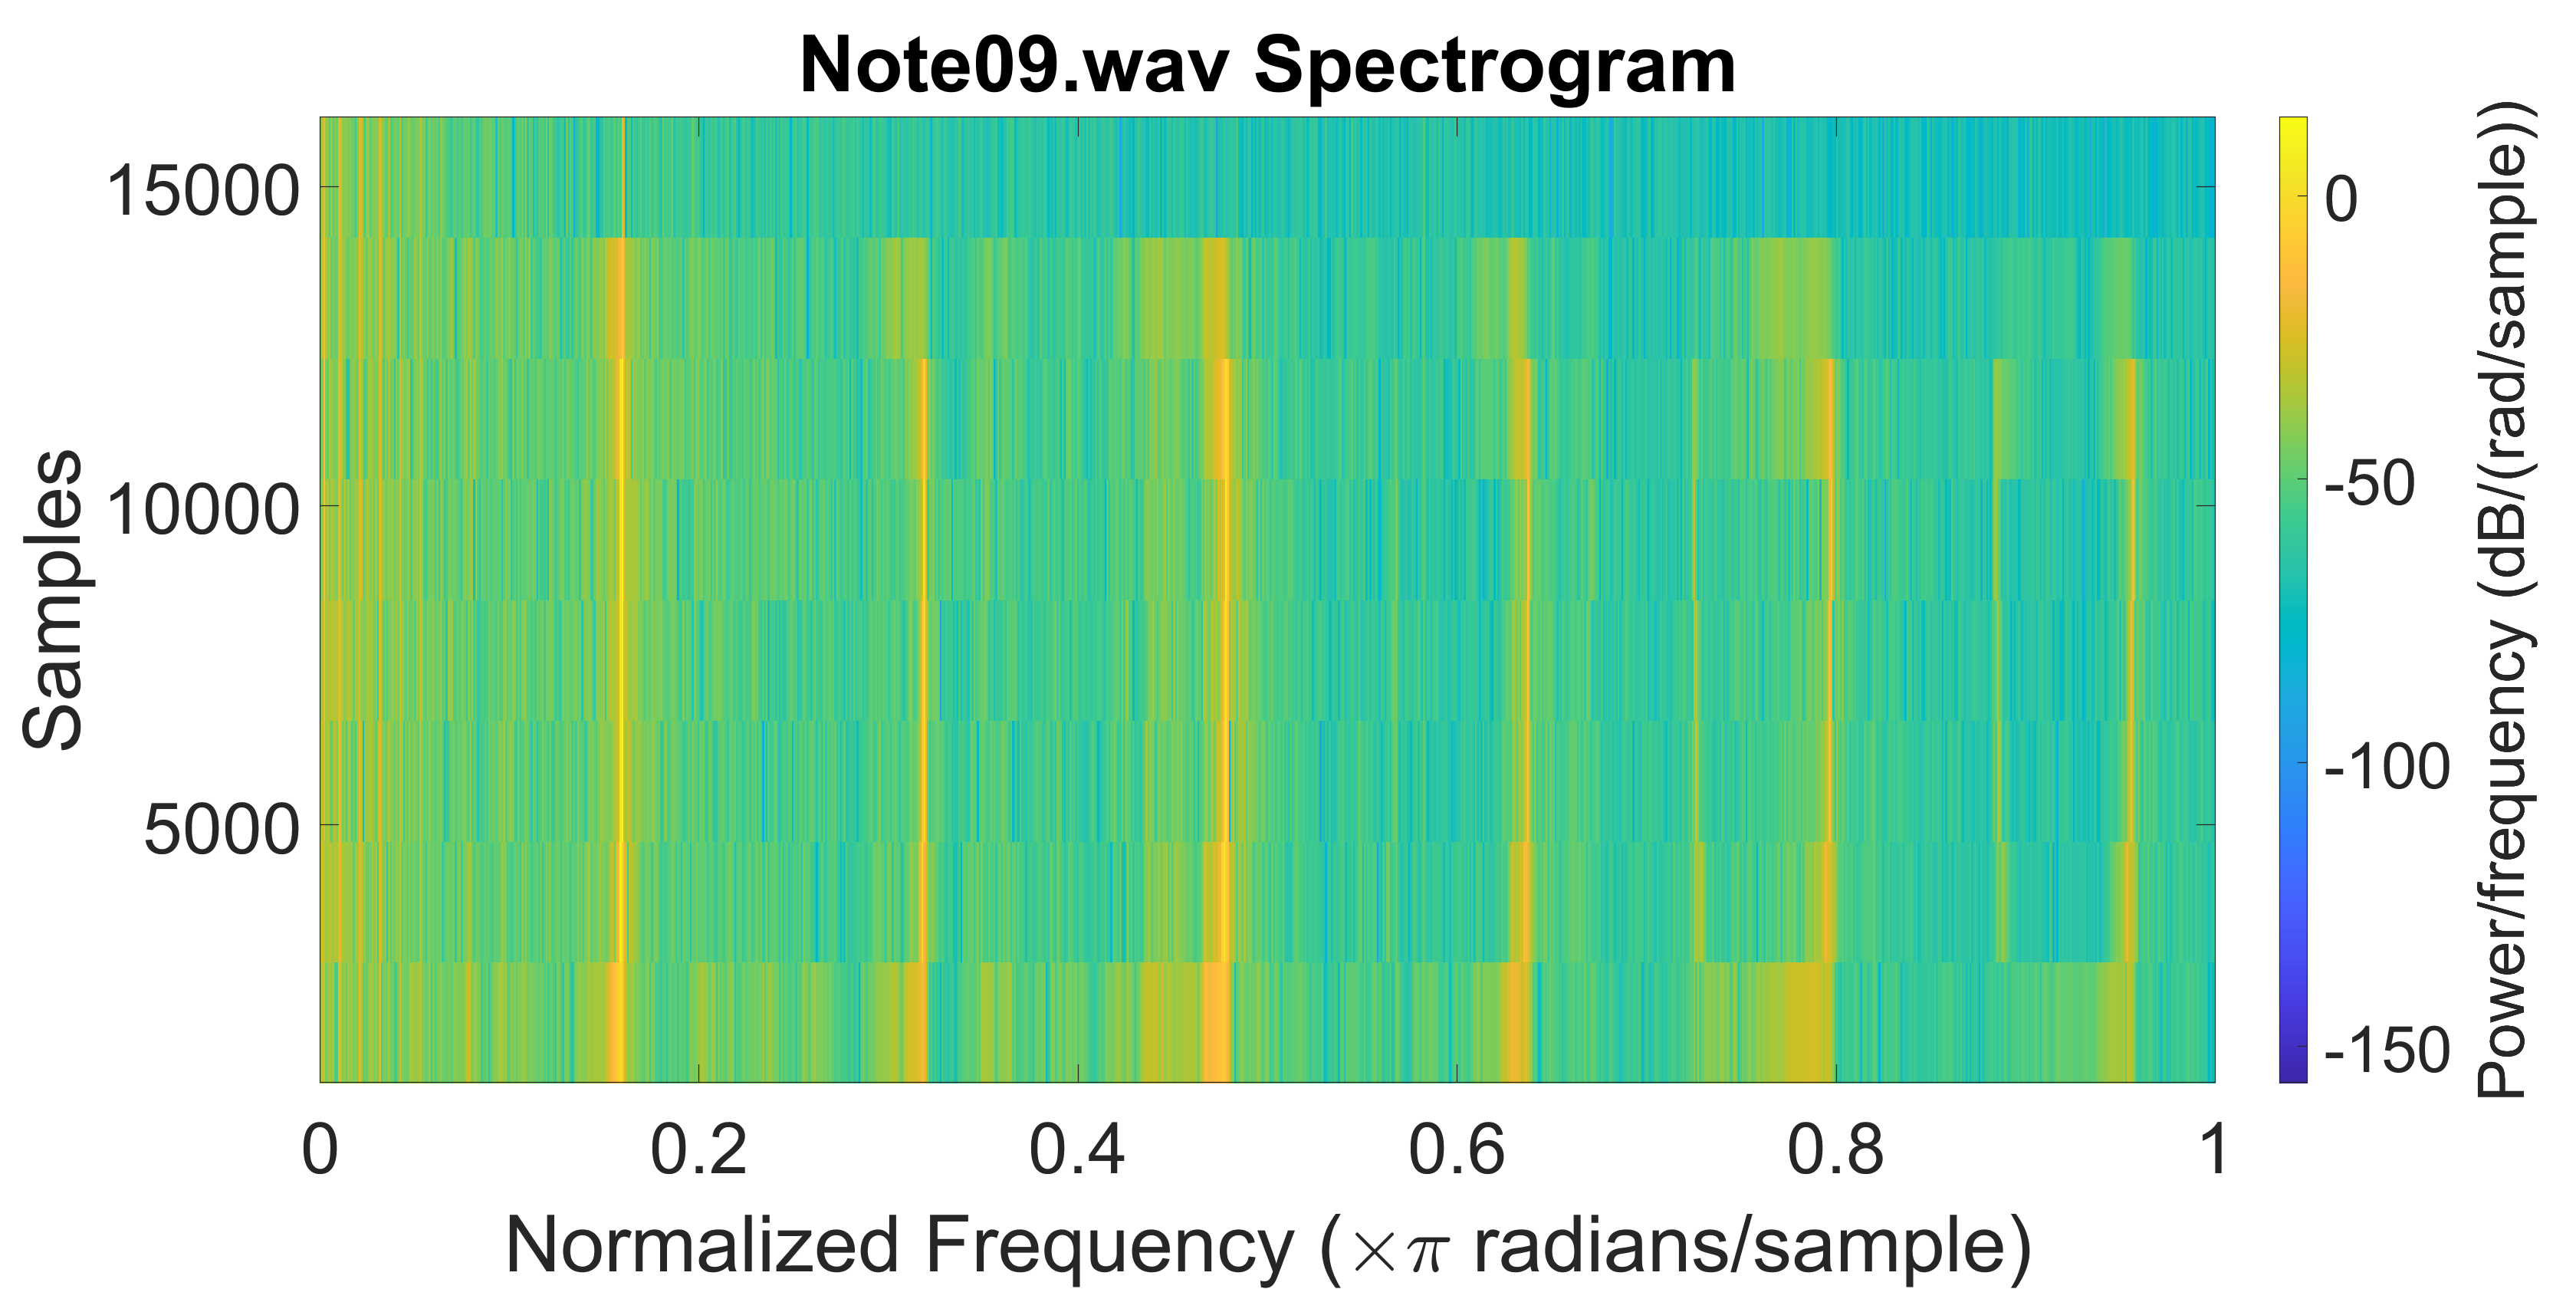 Note09.wav Spectrogram
15000
10000
5000
Samples
0 0.2 0.4 0.6 0.8 1
Normalized Frequency (×π radians/sample)
0
-50
-100
-150
Power/frequency (dB/(rad/sample))